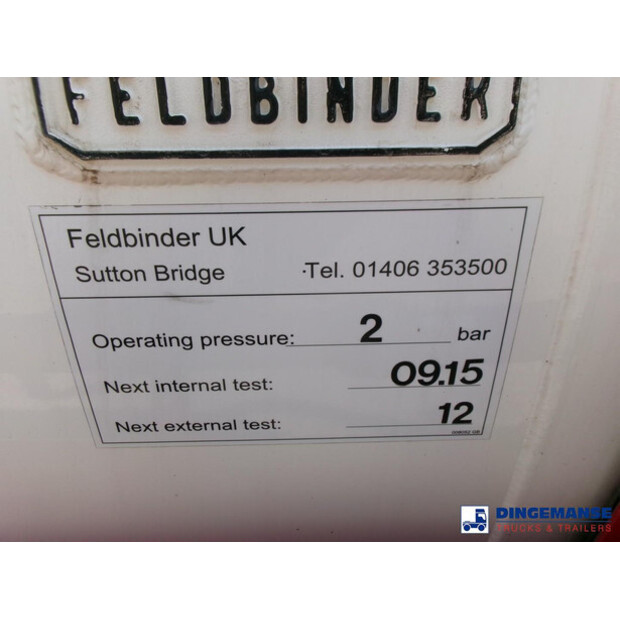 FELDBINDER
Feldbinder UK
Sutton Bridge Tel. 01406 353500
Operating pressure: 2 bar
Next internal test: 09.15
Next external test: 12
DINGEMANSE
TRUCKS & TRAILERS